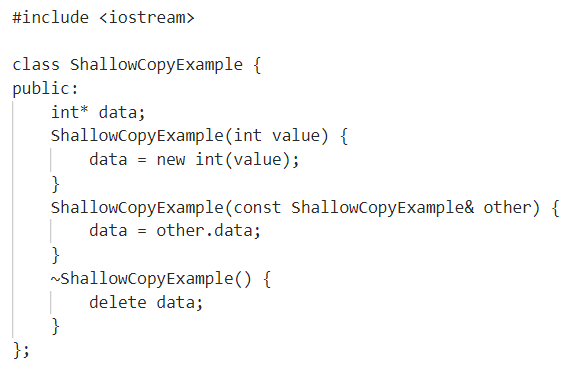 #include <iostream>
class ShallowCopyExample {
public:
    int* data;
    ShallowCopyExample(int value) {
        data = new int(value);
    }
    ShallowCopyExample(const ShallowCopyExample& other) {
        data = other.data;
    }
    ~ShallowCopyExample() {
        delete data;
    }
};